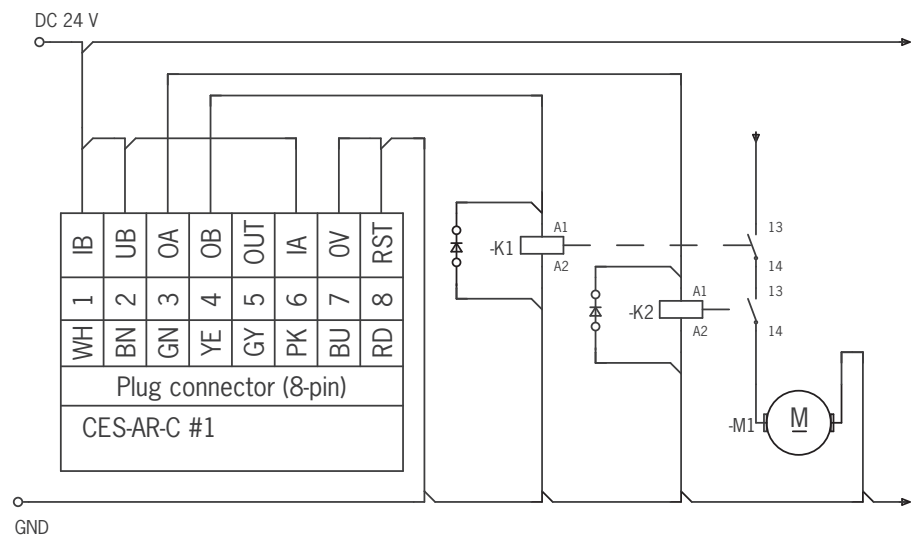 DC 24 V
IB UB OA OB OUT IA 0V RST
1 2 3 4 5 6 7 8
WH BN GN YE GY PK BU RD
Plug connector (8-pin)
CES-AR-C #1
-K1
A1
A2
-K2
A1
A2
13
14
13
14
-M1
M
GND